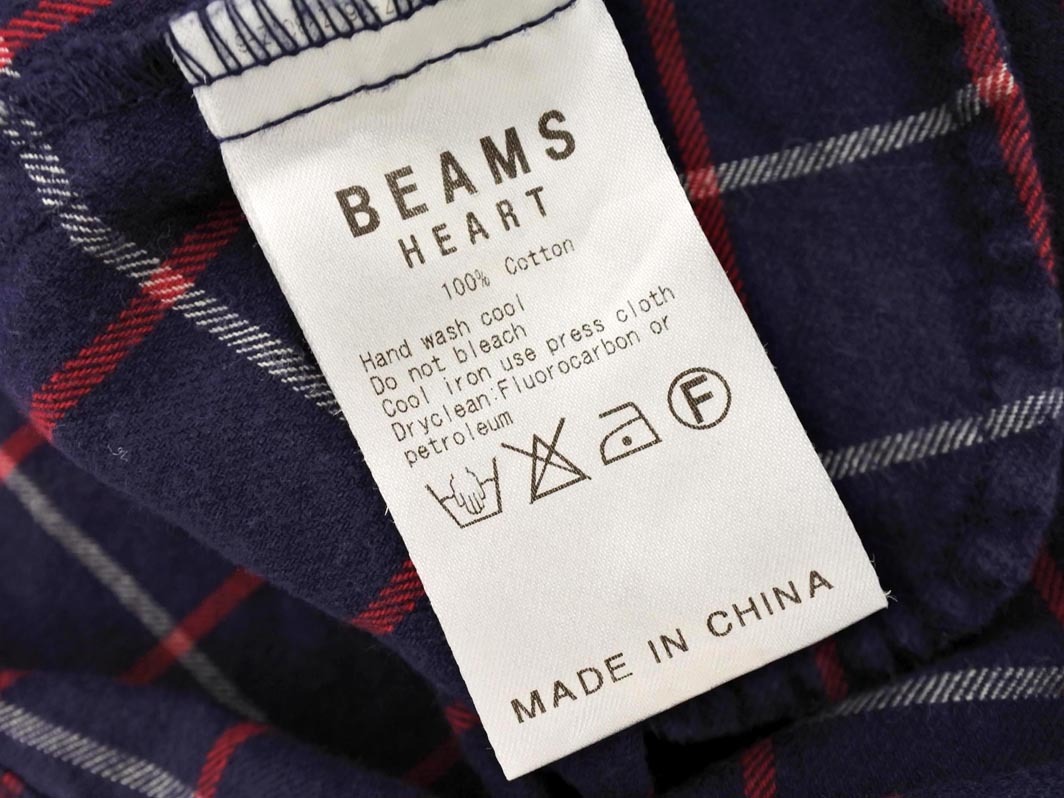 BEAMS
HEART
100% Cotton
Hand wash cool
Do not bleach
Cool iron use press cloth
Dryclean:Fluorocarbon or
petroleum
F
MADE IN CHINA